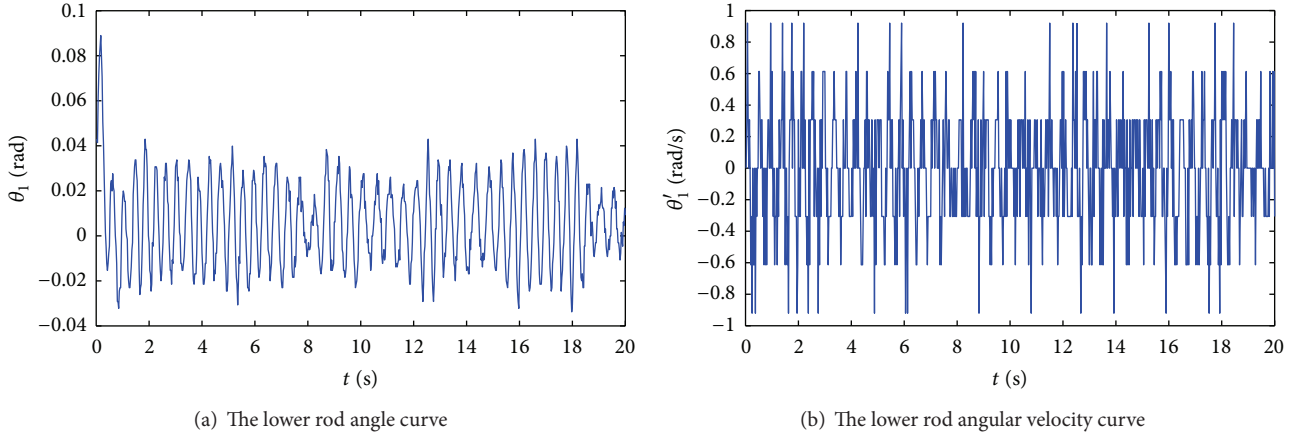 0.1
0.08
0.06
0.04
0.02
0
−0.02
−0.04
θ₁ (rad)
0 2 4 6 8 10 12 14 16 18 20
t (s)
(a) The lower rod angle curve
1
0.8
0.6
0.4
0.2
0
−0.2
−0.4
−0.6
−0.8
−1
θ₁′ (rad/s)
0 2 4 6 8 10 12 14 16 18 20
t (s)
(b) The lower rod angular velocity curve